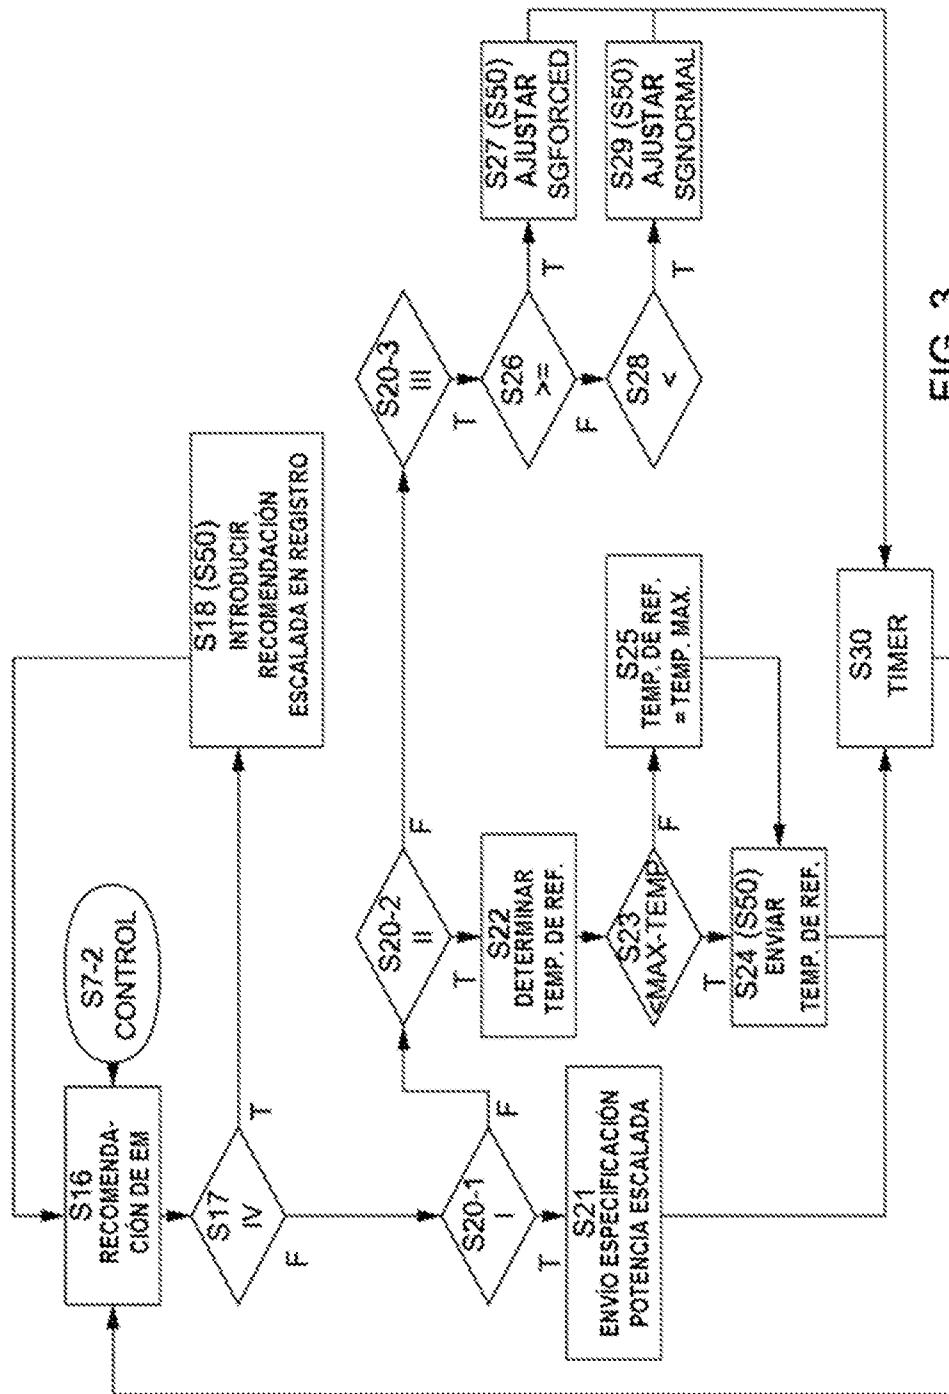 S7-2
CONTROL
S16
RECOMENDA-
CIÓN DE EM
S17
IV
T
F
S18 (S50)
INTRODUCIR
RECOMENDACIÓN
ESCALADA EN REGISTRO
S20-1
I
F
T
S21
ENVÍO ESPECIFICACIÓN
POTENCIA ESCALADA
S20-2
II
F
T
S22
DETERMINAR
TEMP. DE REF.
S23
<MAX-TEMP
F
T
S24 (S50)
ENVIAR
TEMP. DE REF.
S25
TEMP. DE REF.
= TEMP. MAX.
S20-3
III
T
S26
>=
T
F
S27 (S50)
AJUSTAR
SGFORCED
S28
<
T
S29 (S50)
AJUSTAR
SGNORMAL
S30
TIMER
FIG. 3